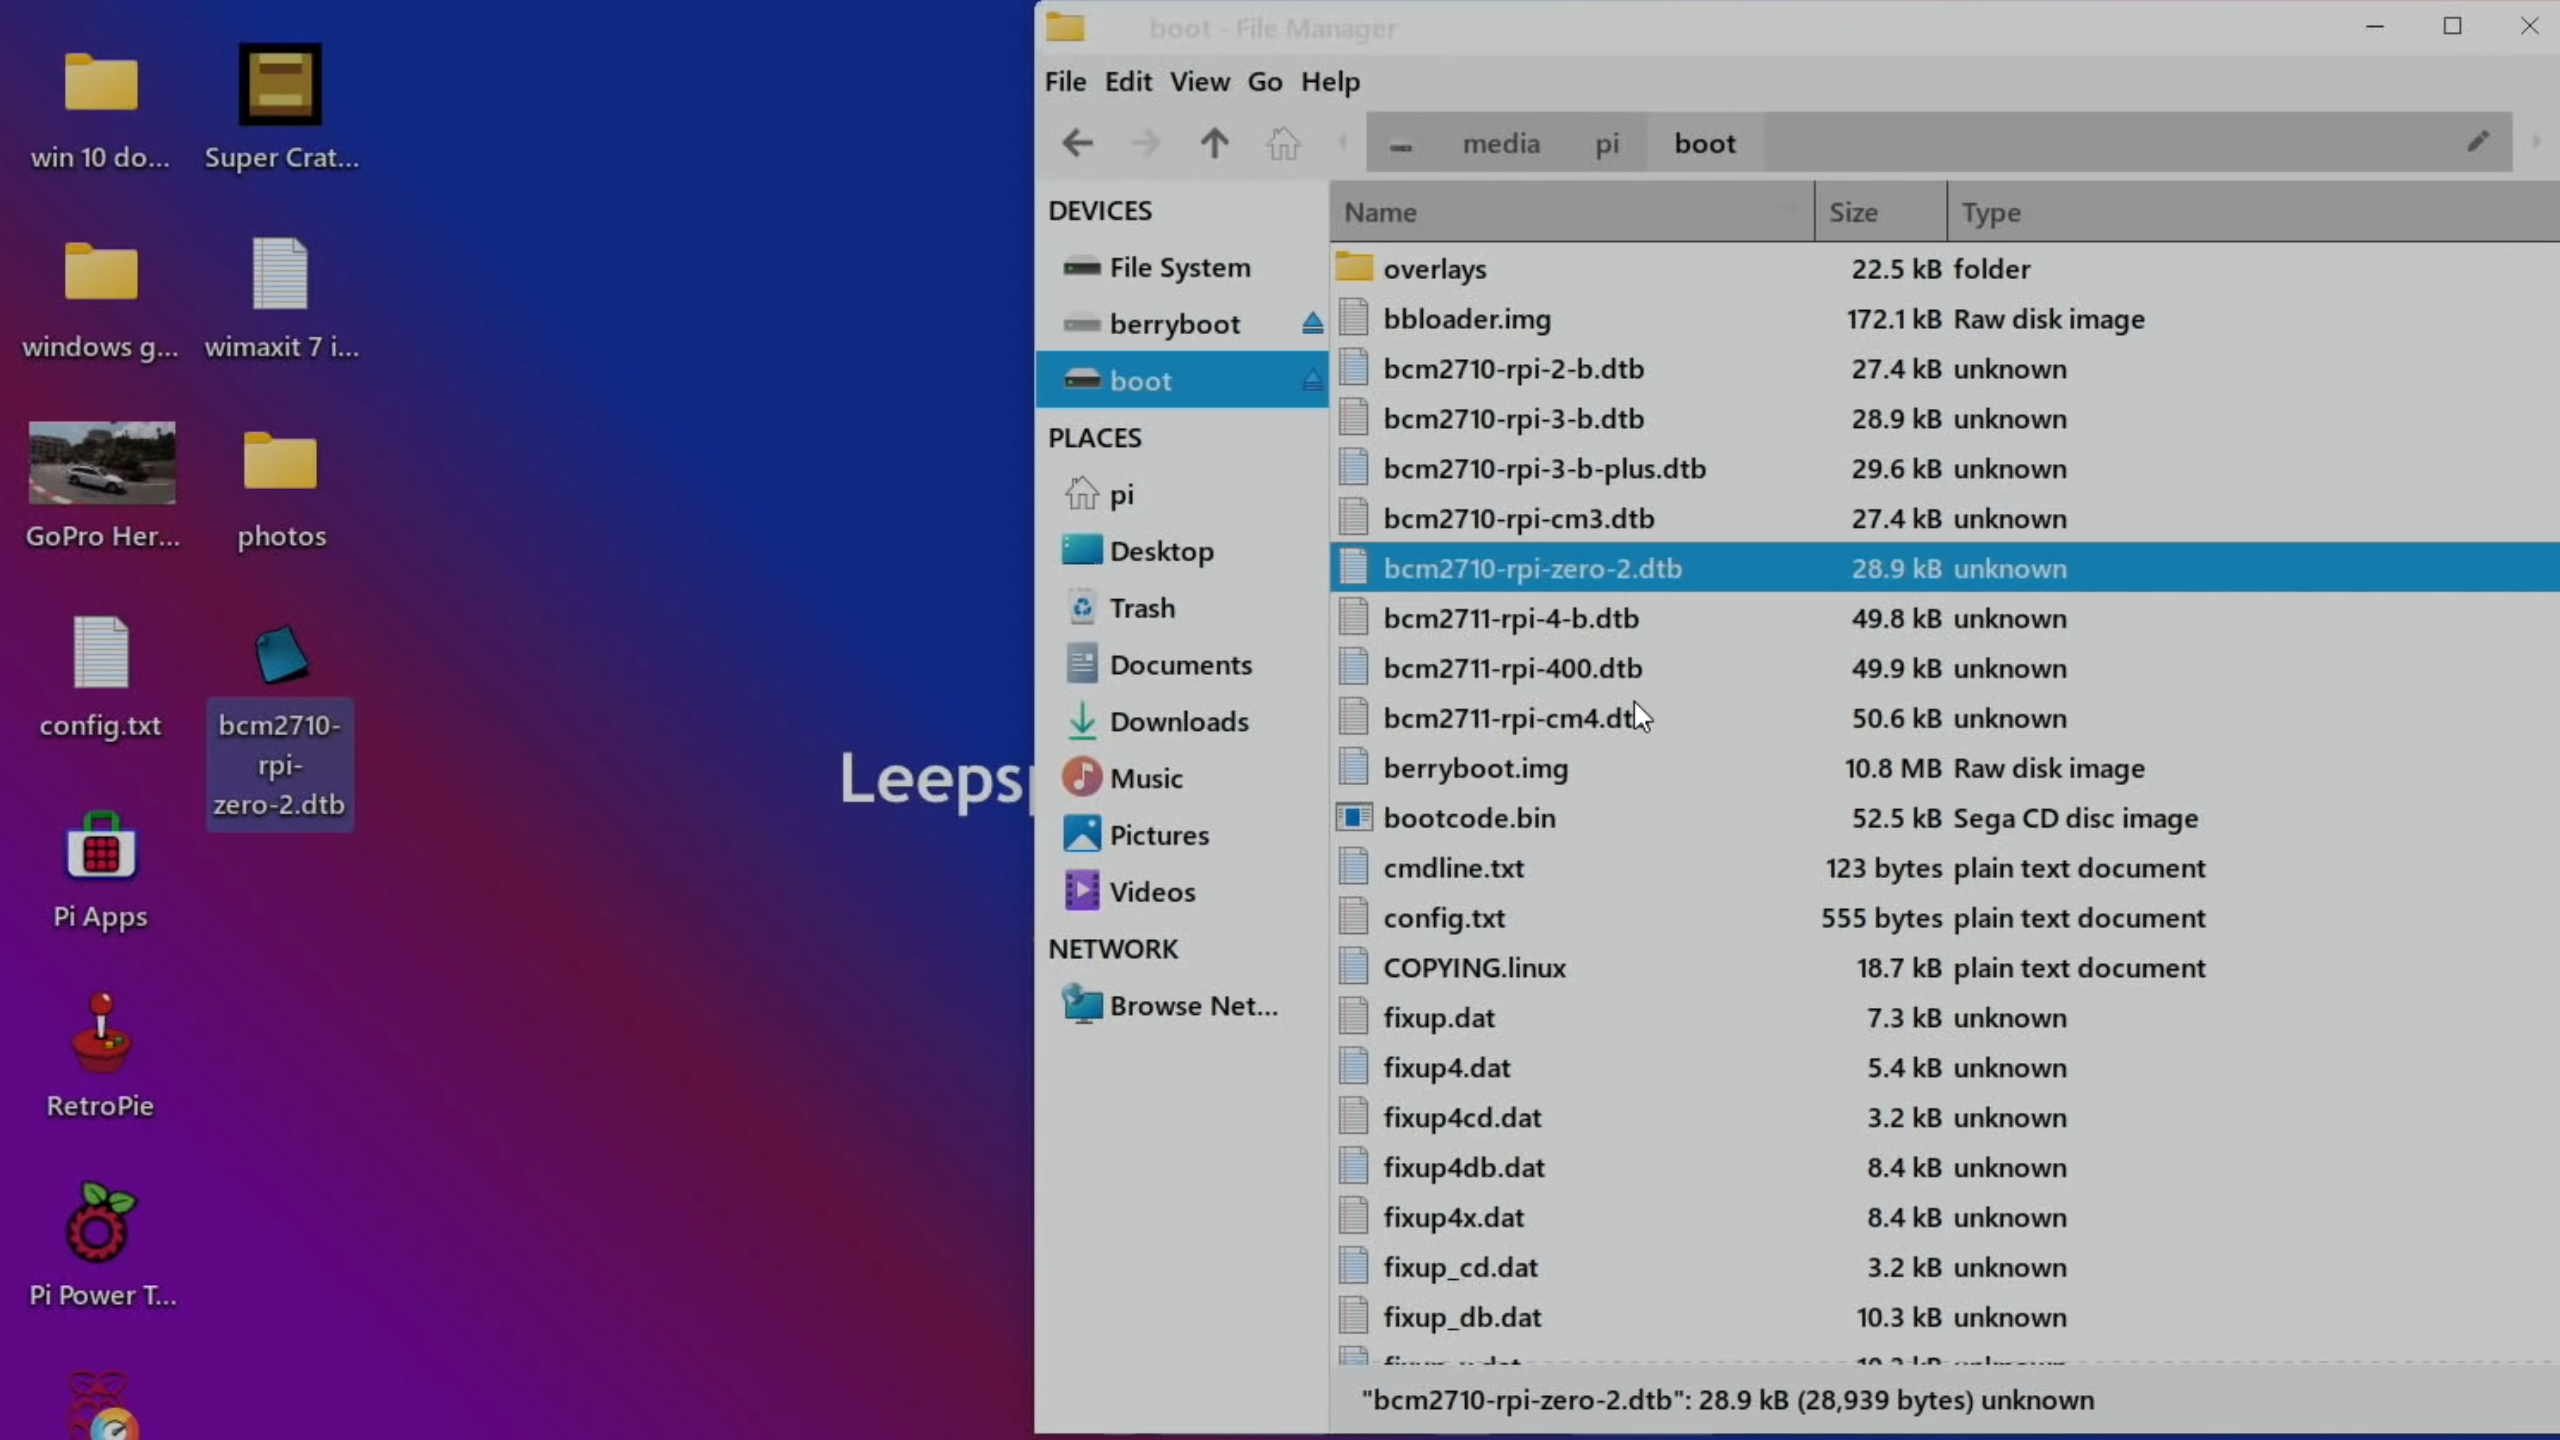 win 10 do...
Super Crat...
windows g...
wimaxit 7 i...
GoPro Her...
photos
config.txt
bcm2710-
rpi-
zero-2.dtb
Pi Apps
RetroPie
Pi Power T...
Leeps
boot - File Manager
File Edit View Go Help
media pi boot
DEVICES
File System
berryboot
boot
PLACES
pi
Desktop
Trash
Documents
Downloads
Music
Pictures
Videos
NETWORK
Browse Net...
Name Size Type
overlays 22.5 kB folder
bbloader.img 172.1 kB Raw disk image
bcm2710-rpi-2-b.dtb 27.4 kB unknown
bcm2710-rpi-3-b.dtb 28.9 kB unknown
bcm2710-rpi-3-b-plus.dtb 29.6 kB unknown
bcm2710-rpi-cm3.dtb 27.4 kB unknown
bcm2710-rpi-zero-2.dtb 28.9 kB unknown
bcm2711-rpi-4-b.dtb 49.8 kB unknown
bcm2711-rpi-400.dtb 49.9 kB unknown
bcm2711-rpi-cm4.dt 50.6 kB unknown
berryboot.img 10.8 MB Raw disk image
bootcode.bin 52.5 kB Sega CD disc image
cmdline.txt 123 bytes plain text document
config.txt 555 bytes plain text document
COPYING.linux 18.7 kB plain text document
fixup.dat 7.3 kB unknown
fixup4.dat 5.4 kB unknown
fixup4cd.dat 3.2 kB unknown
fixup4db.dat 8.4 kB unknown
fixup4x.dat 8.4 kB unknown
fixup_cd.dat 3.2 kB unknown
fixup_db.dat 10.3 kB unknown
"bcm2710-rpi-zero-2.dtb": 28.9 kB (28,939 bytes) unknown